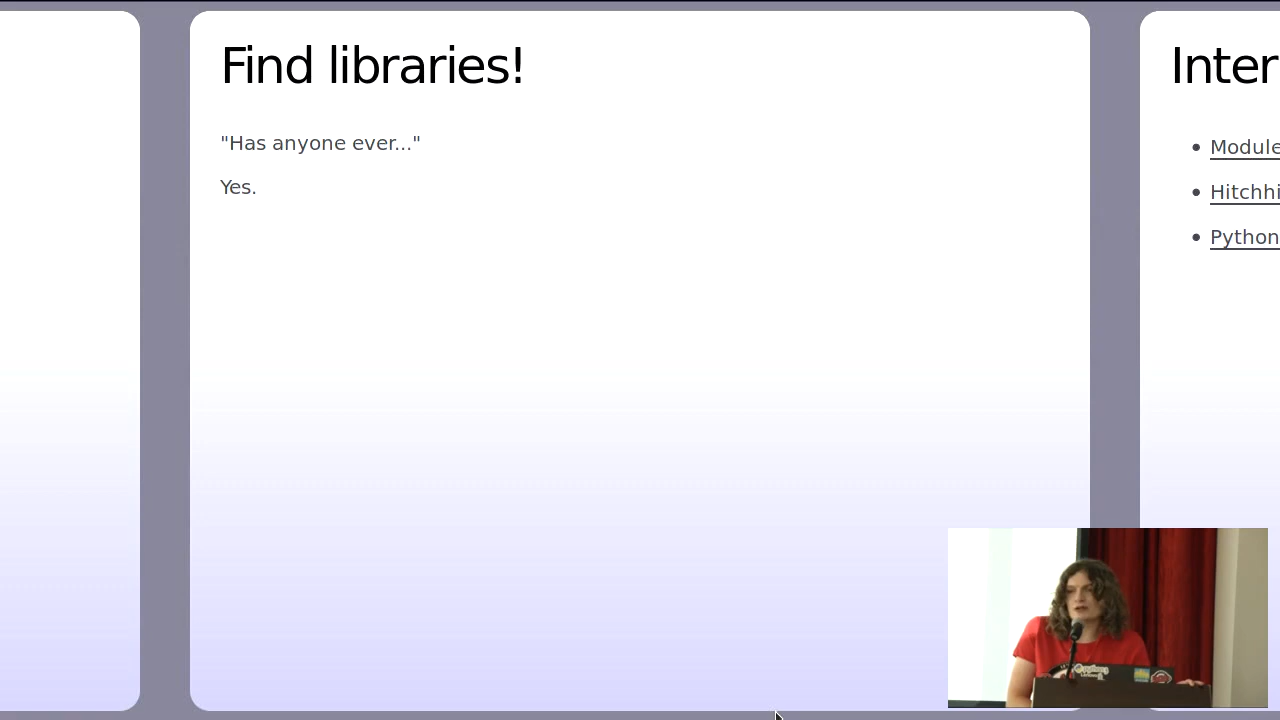 Find libraries!
"Has anyone ever..."
Yes.
Inter
Module
Hitchhi
Python